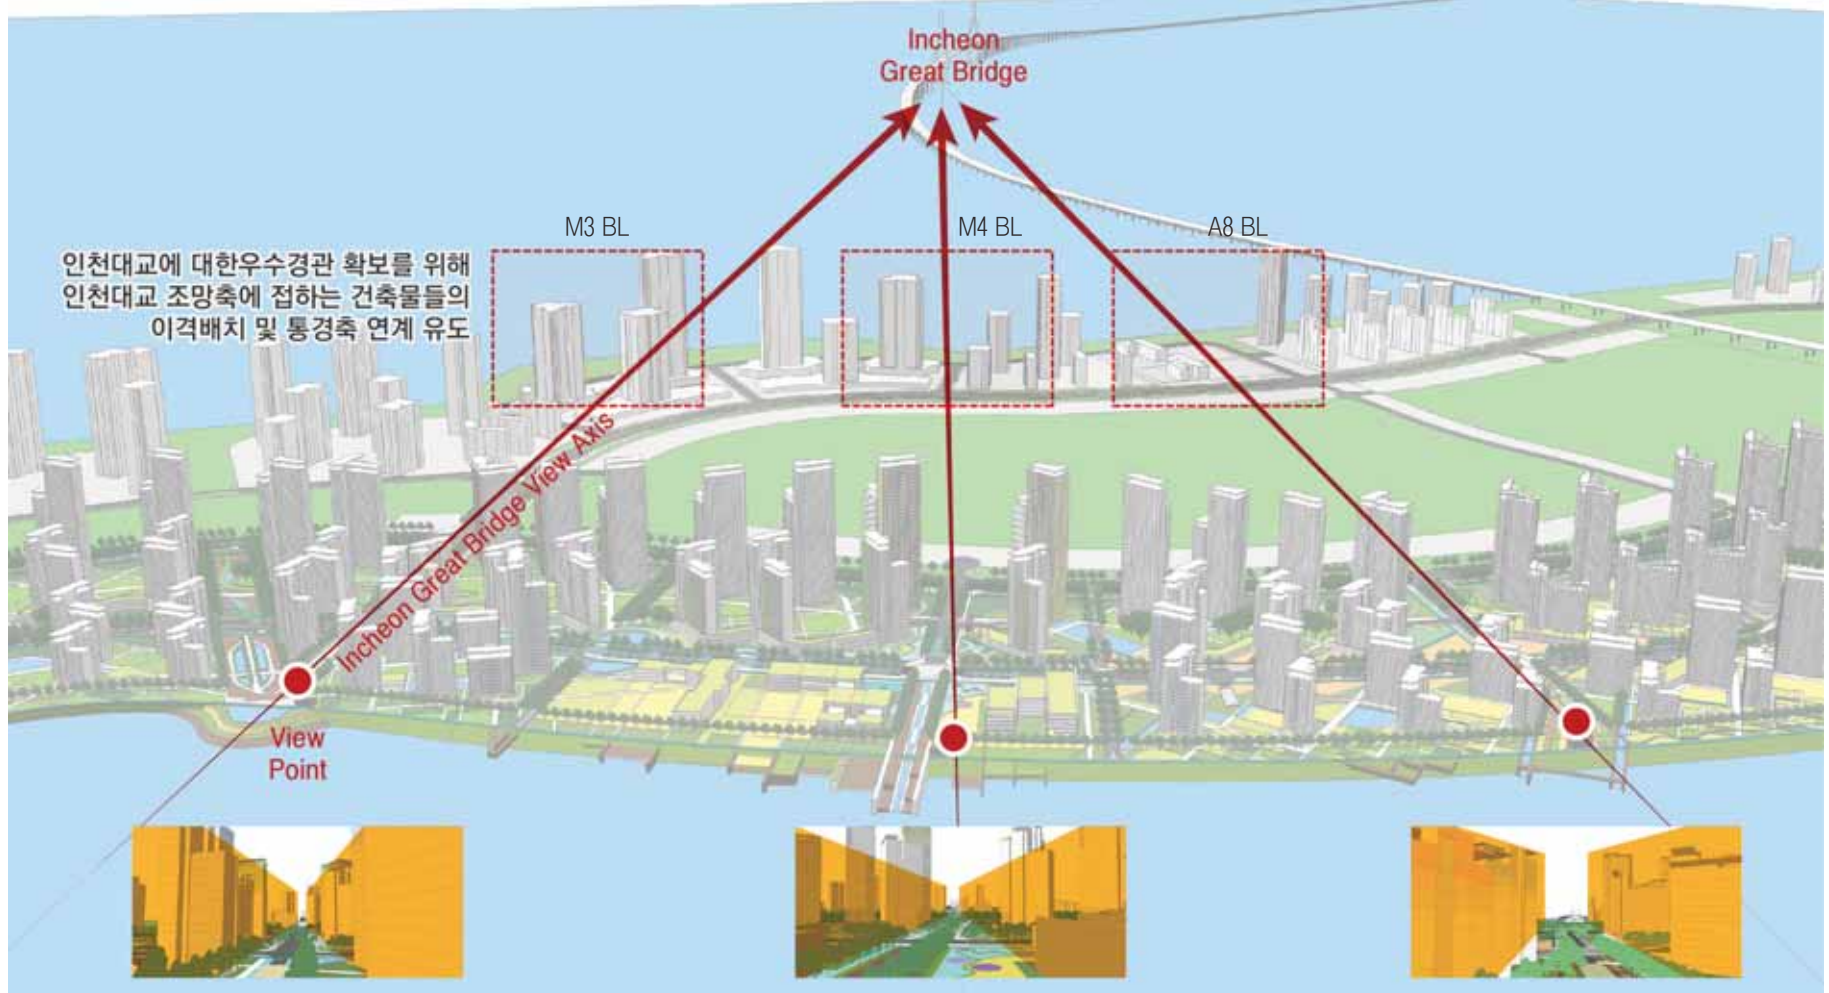 Incheon
Great Bridge
M3 BL
M4 BL
A8 BL
인천대교에 대한우수경관 확보를 위해
인천대교 조망축에 접하는 건축물들의
이격배치 및 통경축 연계 유도
Incheon Great Bridge View Axis
View
Point